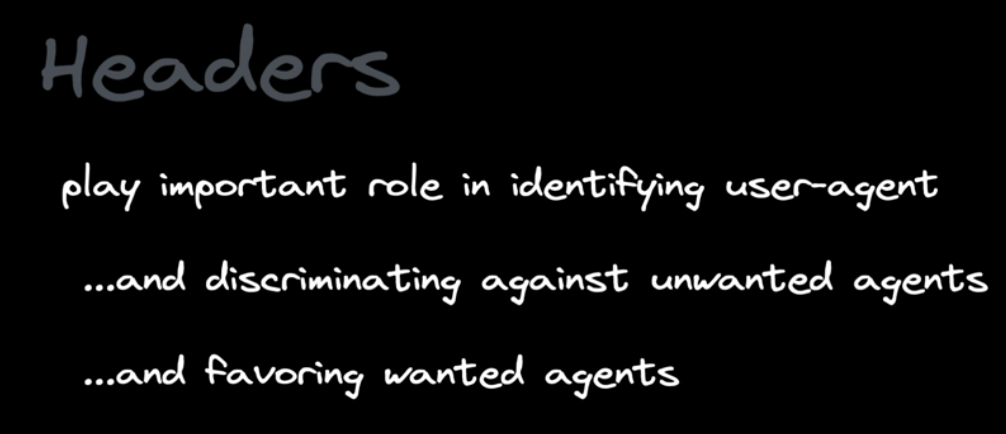 Headers
play important role in identifying user-agent
...and discriminating against unwanted agents
...and favoring wanted agents